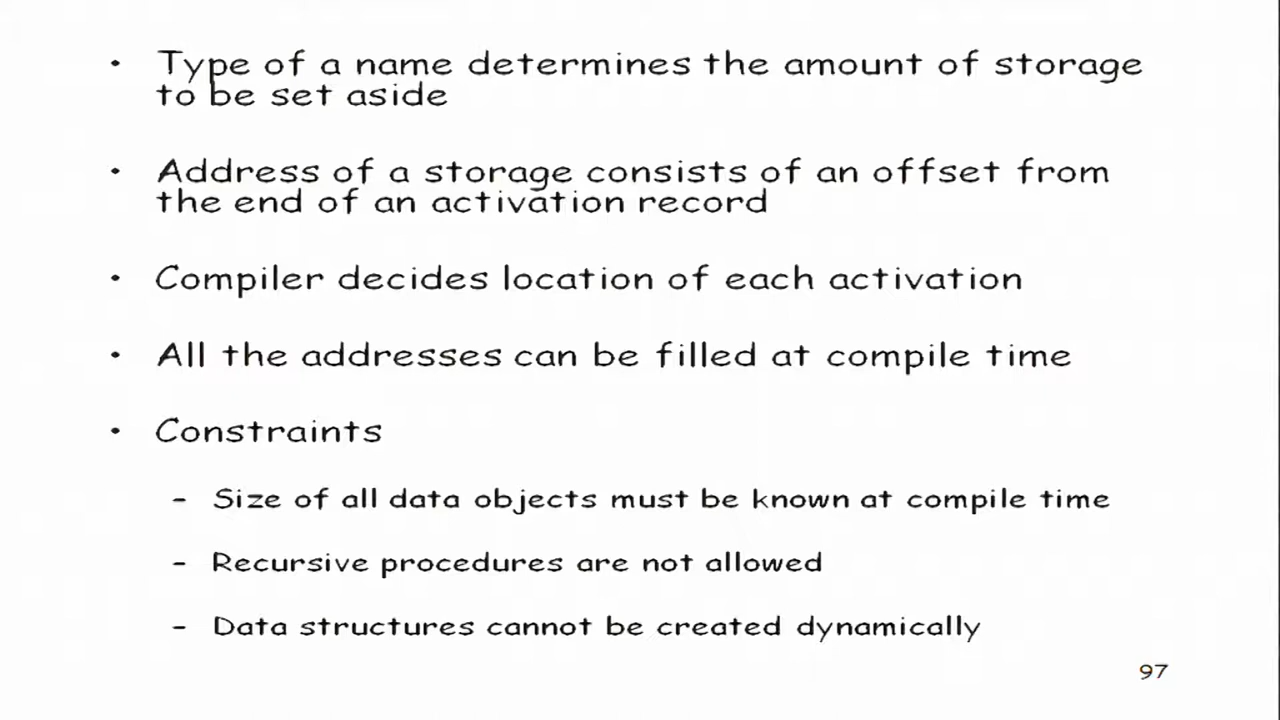 • Type of a name determines the amount of storage
to be set aside
• Address of a storage consists of an offset from
the end of an activation record
• Compiler decides location of each activation
• All the addresses can be filled at compile time
• Constraints
– Size of all data objects must be known at compile time
– Recursive procedures are not allowed
– Data structures cannot be created dynamically
97